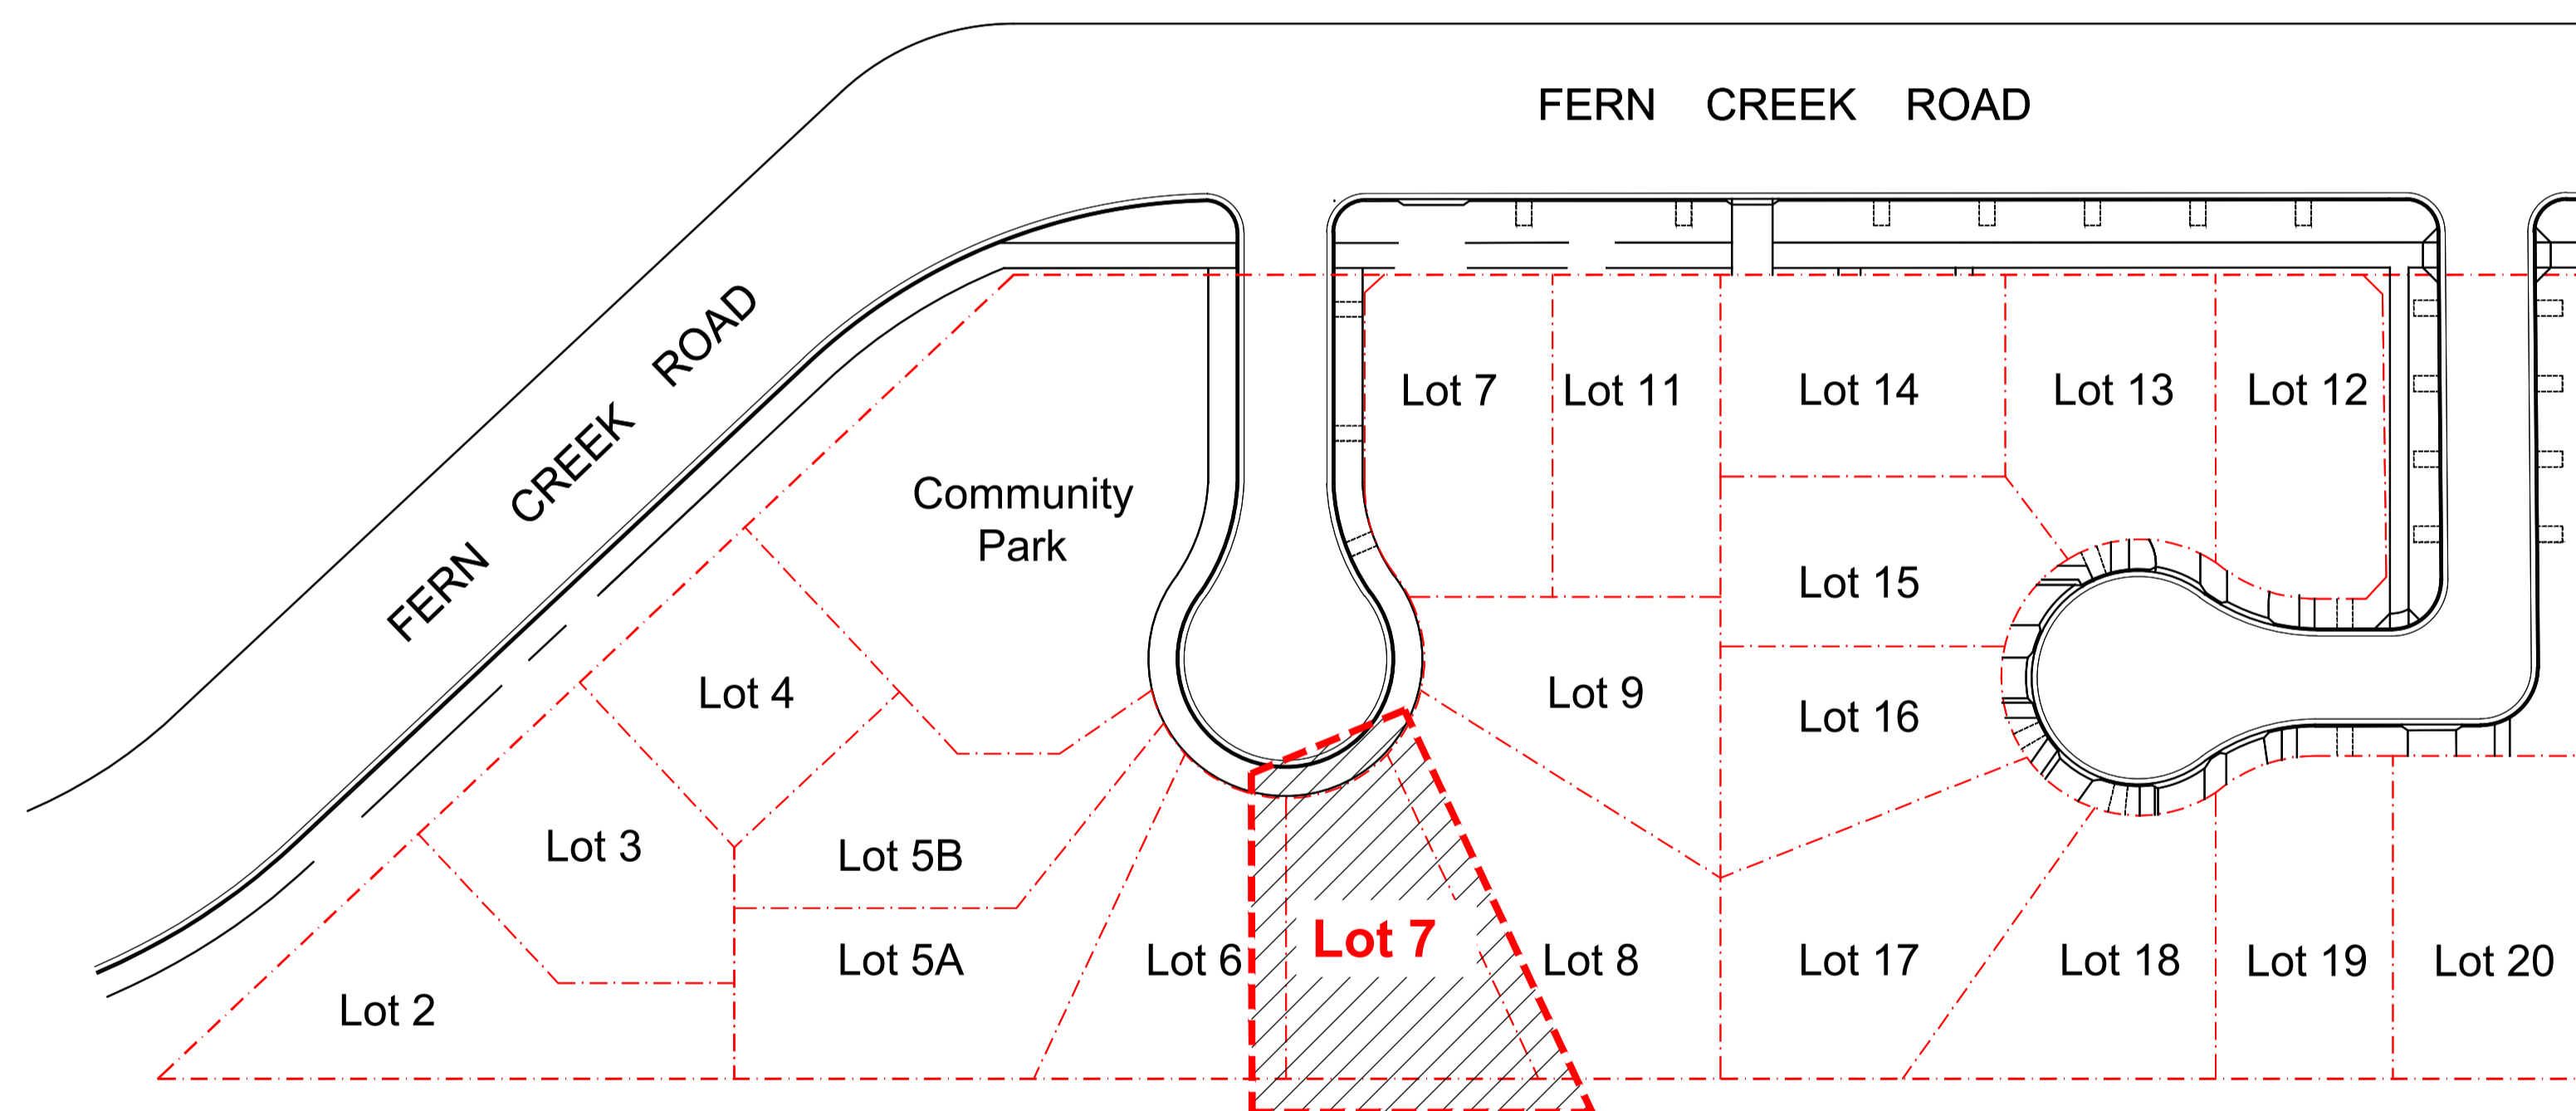 FERN CREEK ROAD
FERN CREEK ROAD
Lot 7
Lot 11
Lot 14
Lot 13
Lot 12
Community
Park
Lot 15
Lot 4
Lot 9
Lot 16
Lot 3
Lot 5B
Lot 7
Lot 5A
Lot 6
Lot 8
Lot 17
Lot 18
Lot 19
Lot 20
Lot 2